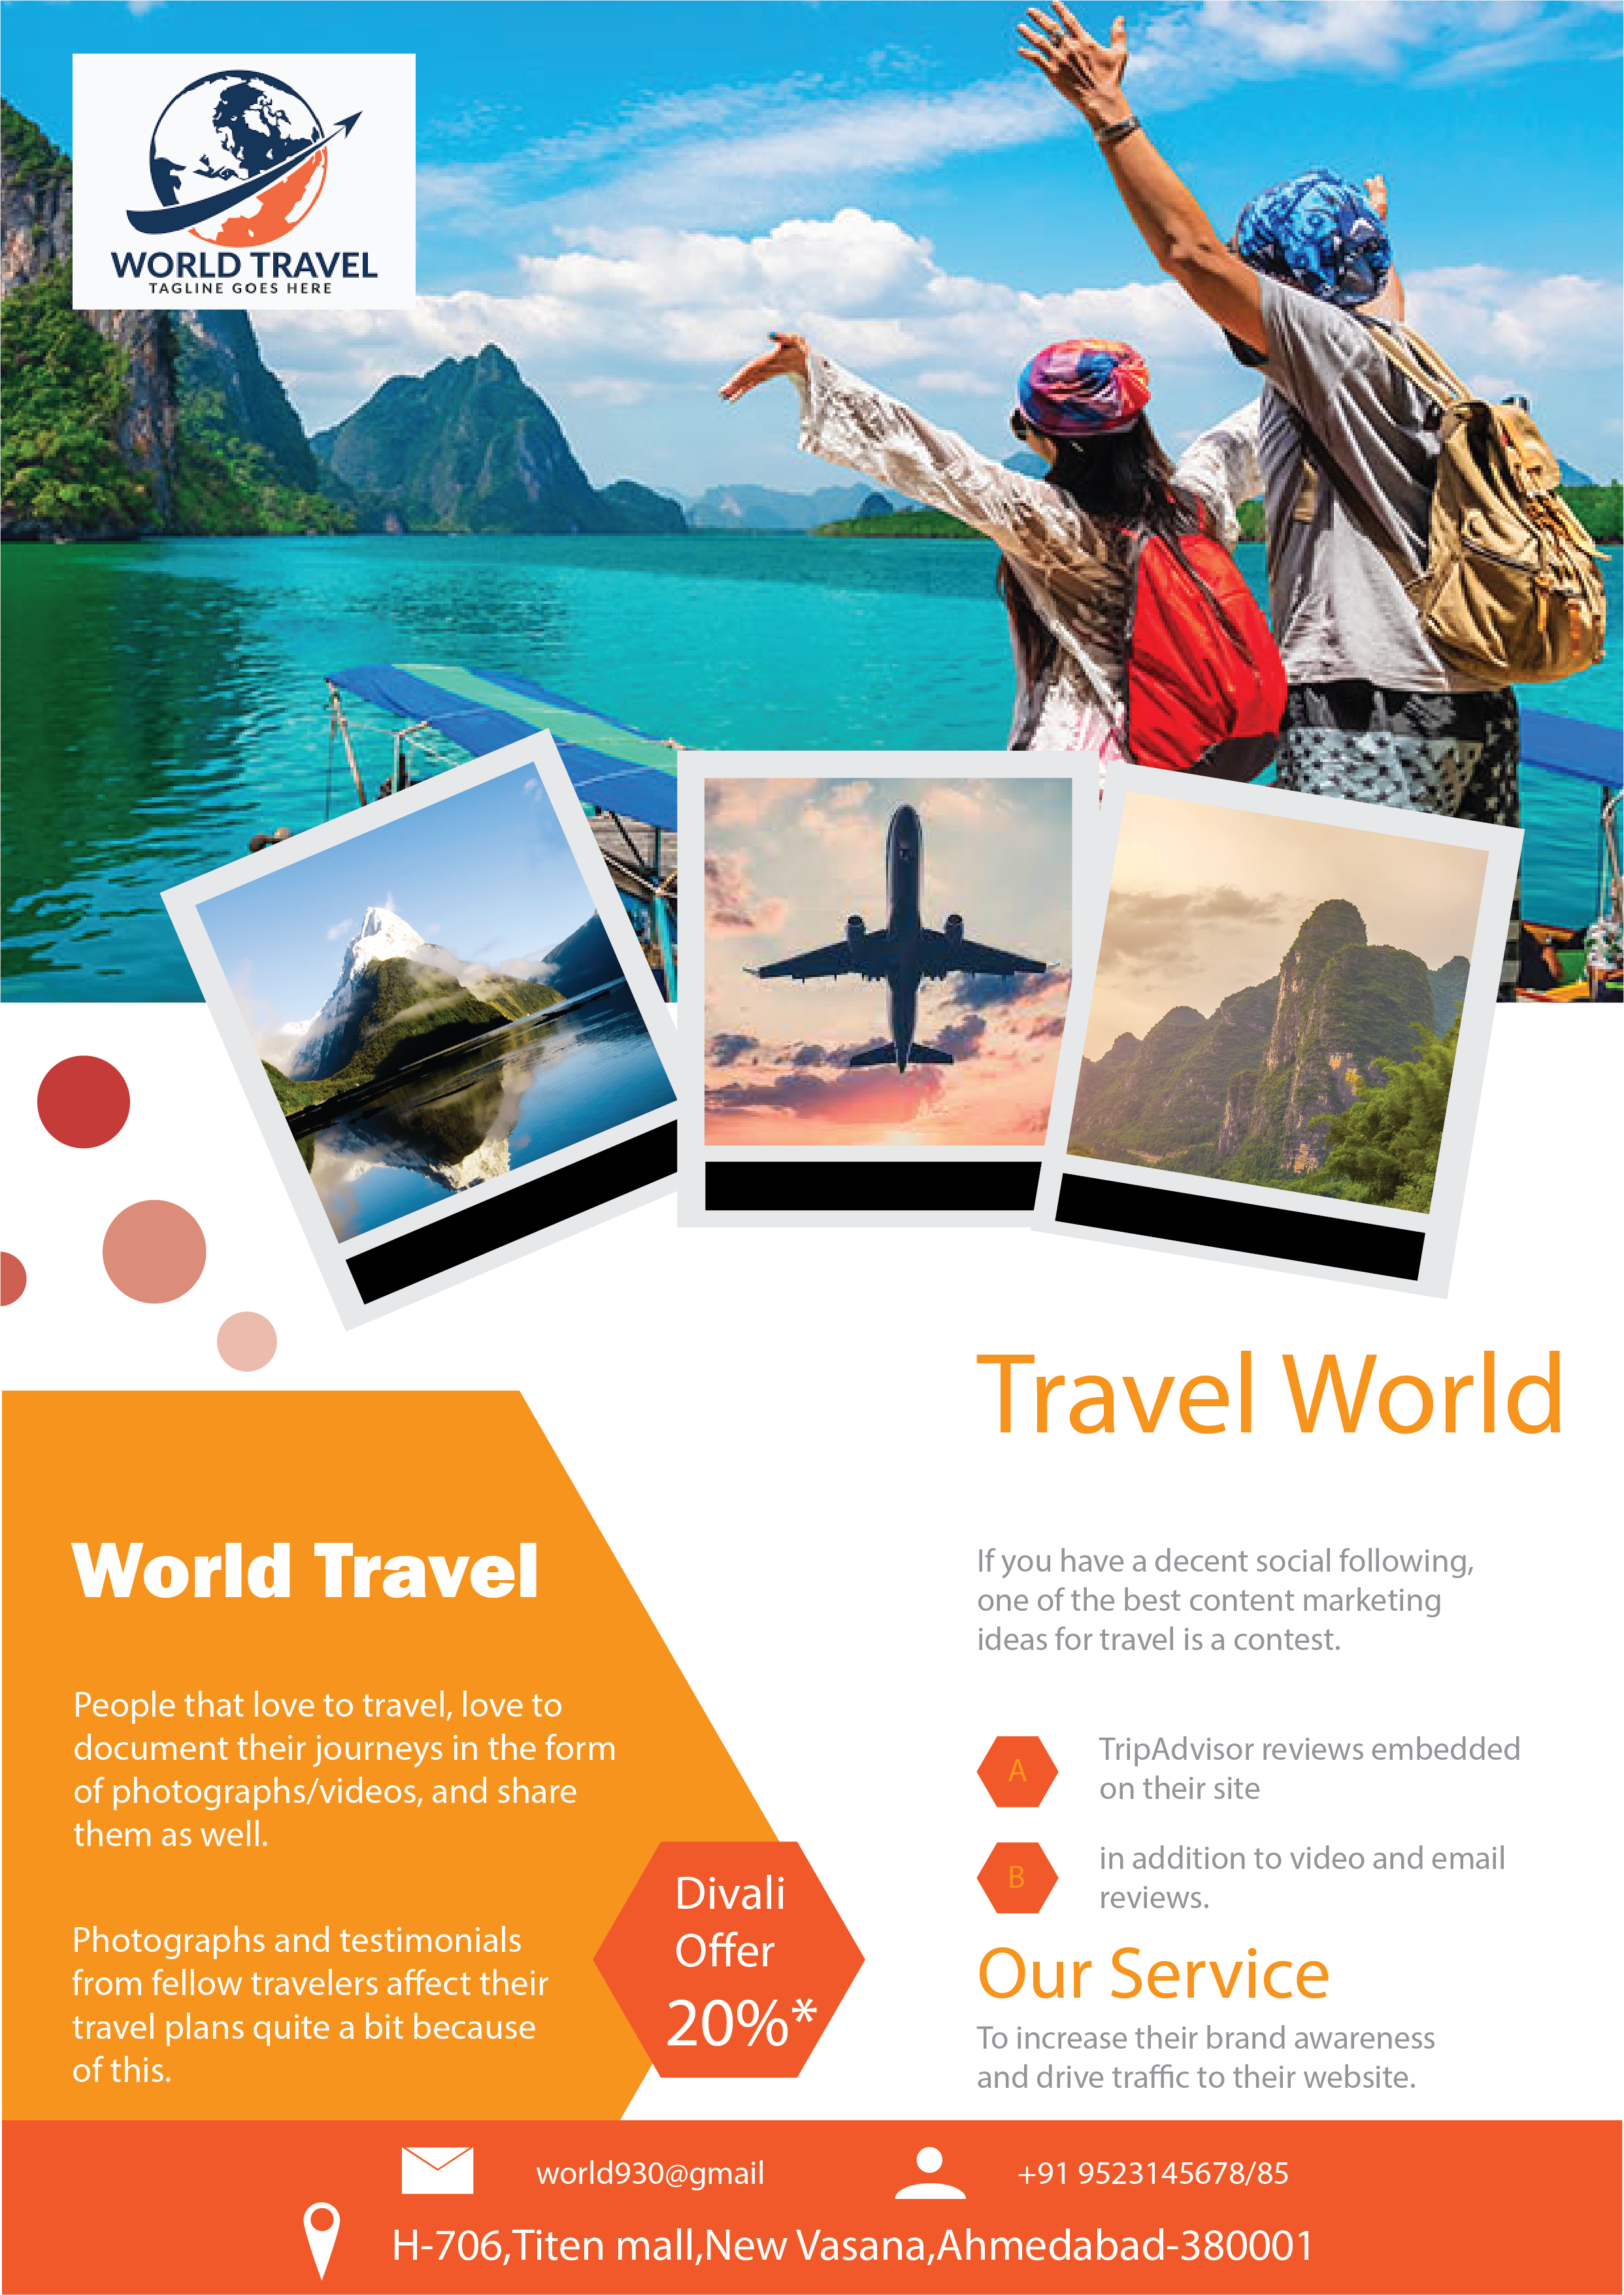 WORLD TRAVEL
TAGLINE GOES HERE
Travel World
World Travel
People that love to travel, love to
document their journeys in the form
of photographs/videos, and share
them as well.
Photographs and testimonials
from fellow travelers affect their
travel plans quite a bit because
of this.
Divali
Offer
20%*
If you have a decent social following,
one of the best content marketing
ideas for travel is a contest.
A
TripAdvisor reviews embedded
on their site
B
in addition to video and email
reviews.
Our Service
To increase their brand awareness
and drive traffic to their website.
world930@gmail
+91 9523145678/85
H-706,Titen mall,New Vasana,Ahmedabad-380001